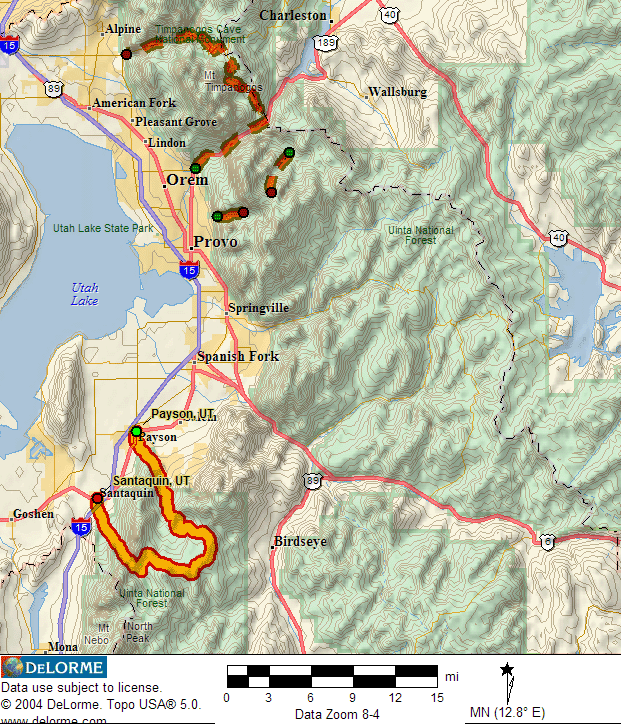 Alpine
Timpanogos Cave
National Monument
Charleston
40
15
189
89
Mt
Timpanogos
Wallsburg
American Fork
Pleasant Grove
Lindon
Orem
Utah Lake State Park
Uinta National
Forest
40
Provo
15
Utah
Lake
Springville
Spanish Fork
Payson, UT
Payson
Santaquin, UT
Santaquin
89
Goshen
15
Birdseye
6
Uinta National
Forest
Mt
Nebo
North
Peak
Mona
DELORME
Data use subject to license.
© 2004 DeLorme. Topo USA® 5.0.
www.delorme.com
mi
0 3 6 9 12 15
Data Zoom 8-4
MN (12.8° E)